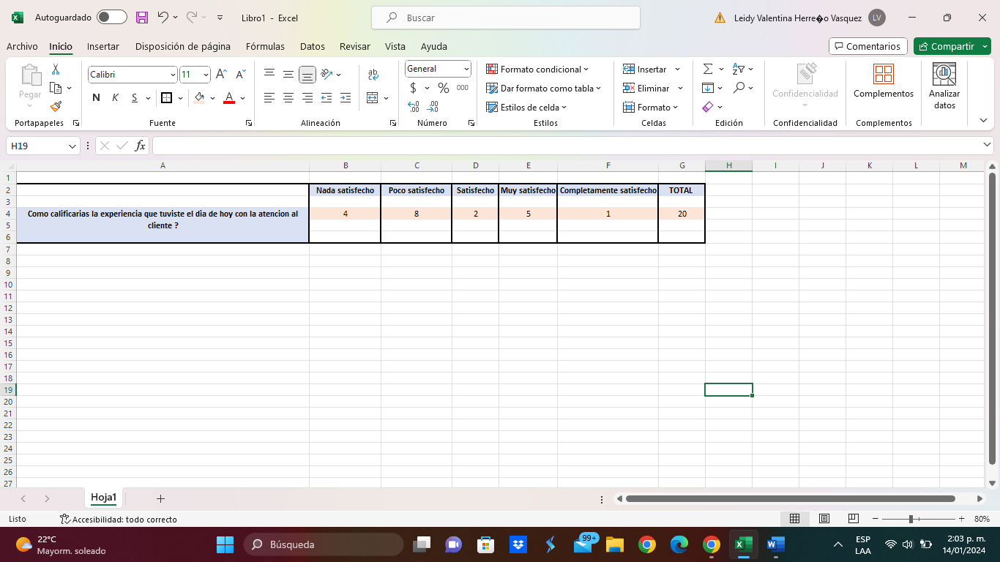 Autoguardado
Libro1 - Excel
Buscar
Leidy Valentina Herre�o Vasquez
LV
Archivo Inicio Insertar Disposición de página Fórmulas Datos Revisar Vista Ayuda
Comentarios
Compartir
Pegar
Portapapeles
Calibri
11
N K S
Fuente
Alineación
General
$ % 000
Número
Formato condicional
Dar formato como tabla
Estilos de celda
Estilos
Insertar
Eliminar
Formato
Celdas
Edición
Confidencialidad
Confidencialidad
Complementos
Complementos
Analizar
datos
H19
fx
A B C D E F G H I J K L M
1
2 Nada satisfecho Poco satisfecho Satisfecho Muy satisfecho Completamente satisfecho TOTAL
3
4 Como calificarias la experiencia que tuviste el dia de hoy con la atencion al 4 8 2 5 1 20
5 cliente ?
6
7
8
9
10
11
12
13
14
15
16
17
18
19
20
21
22
23
24
25
26
27
Hoja1
Listo
Accesibilidad: todo correcto
80%
22°C
Mayorm. soleado
Búsqueda
99+
ESP
LAA
2:03 p. m.
14/01/2024